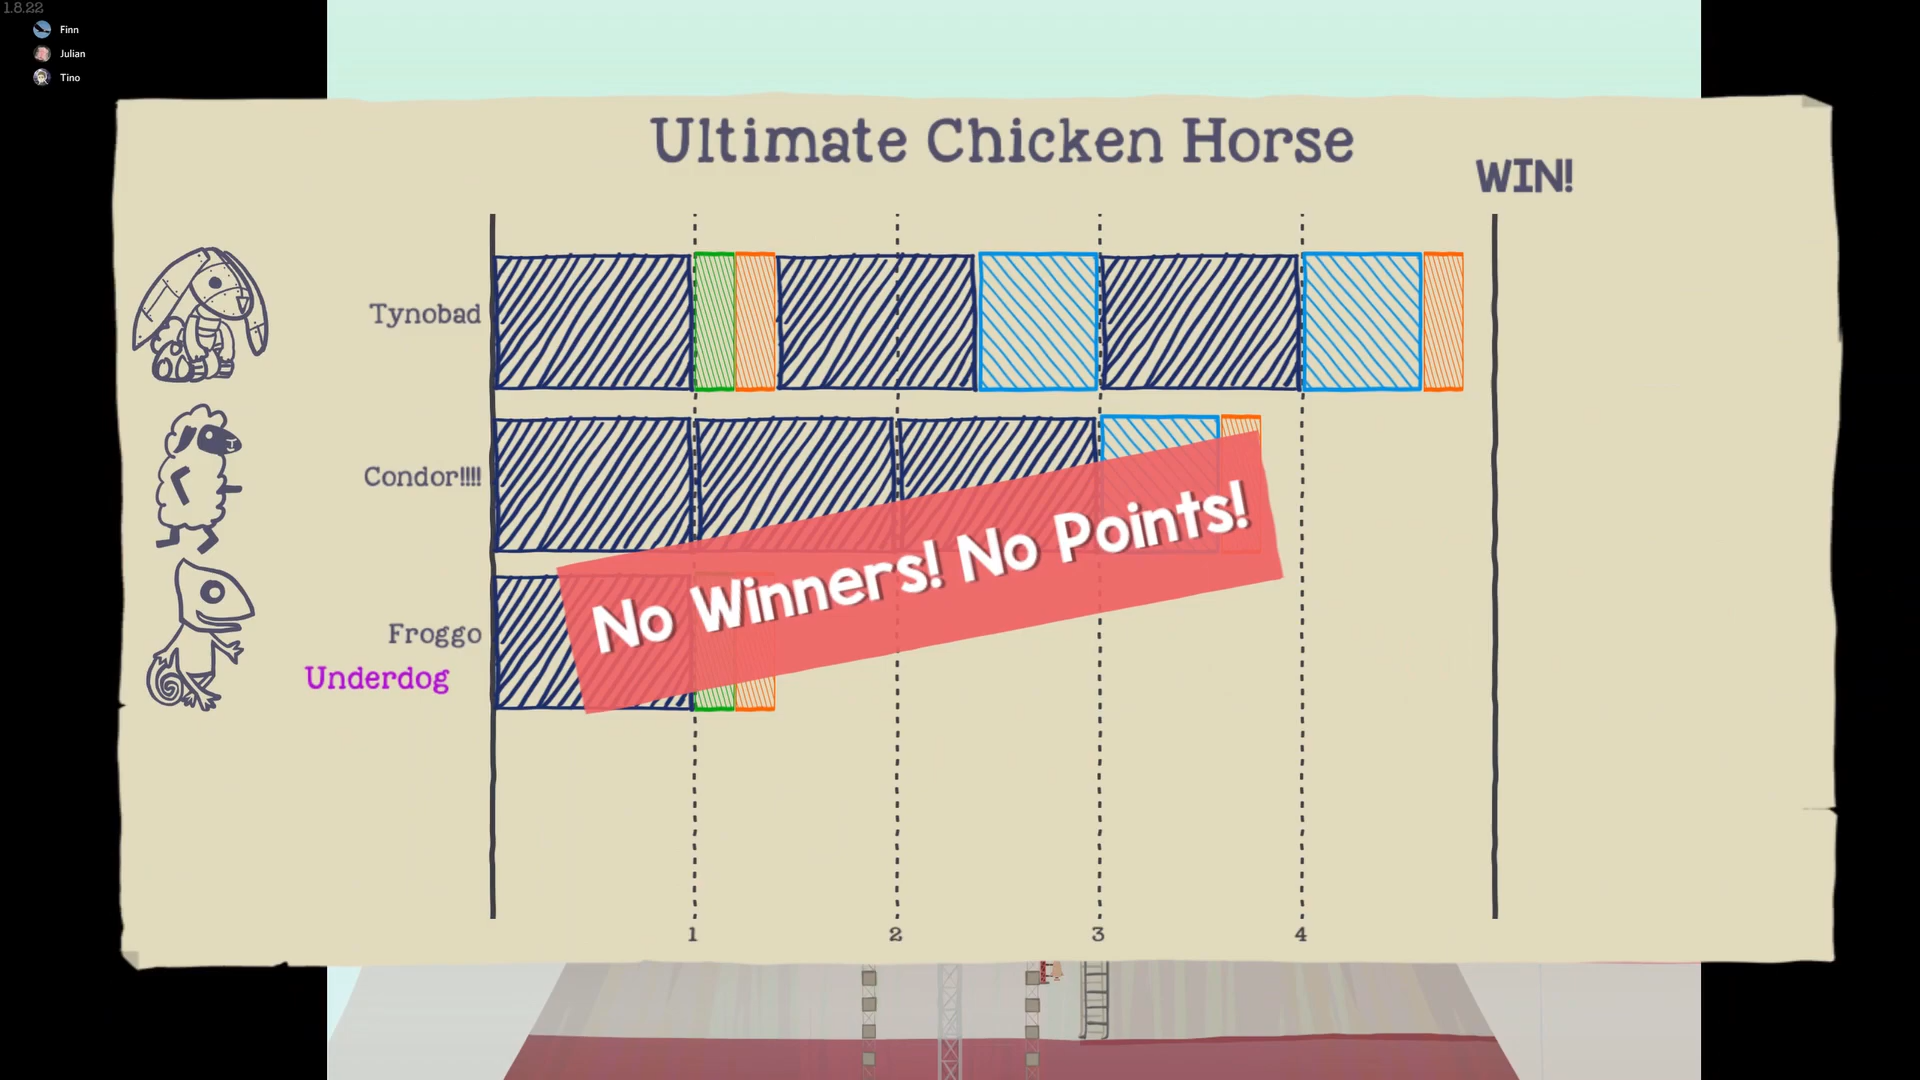 1.8.22
Finn
Julian
Tino
Ultimate Chicken Horse
WIN!
Tynobad
Condor!!!!
No Winners! No Points!
Froggo
Underdog
1 2 3 4